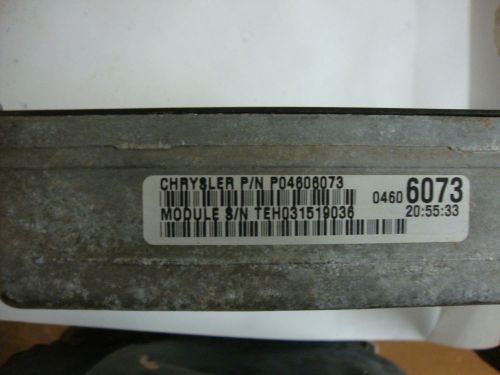 CHRYSLER P/N P04606073
MODULE S/N TEH031519036
0460 6073
20:55:33